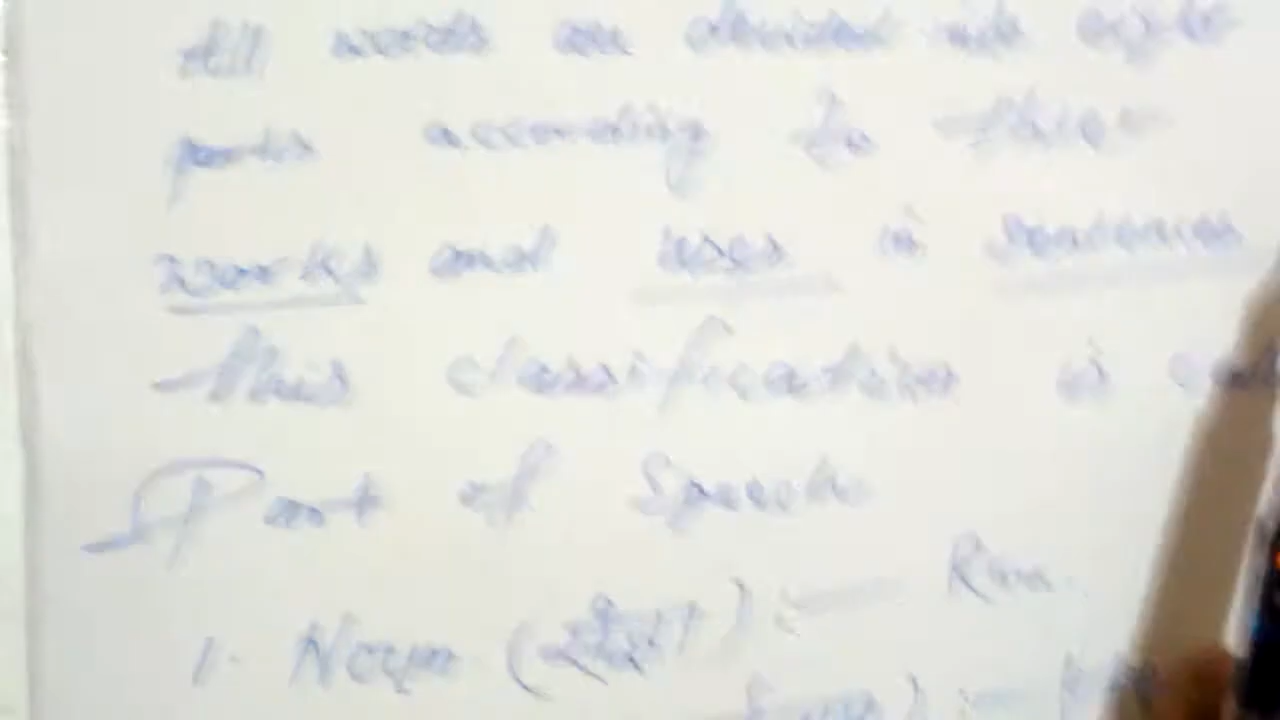 All words are divided into eight
parts according to their
works and uses in sentences
This classification is
Part of Speech
1. Noun (संज्ञा) :— Ram